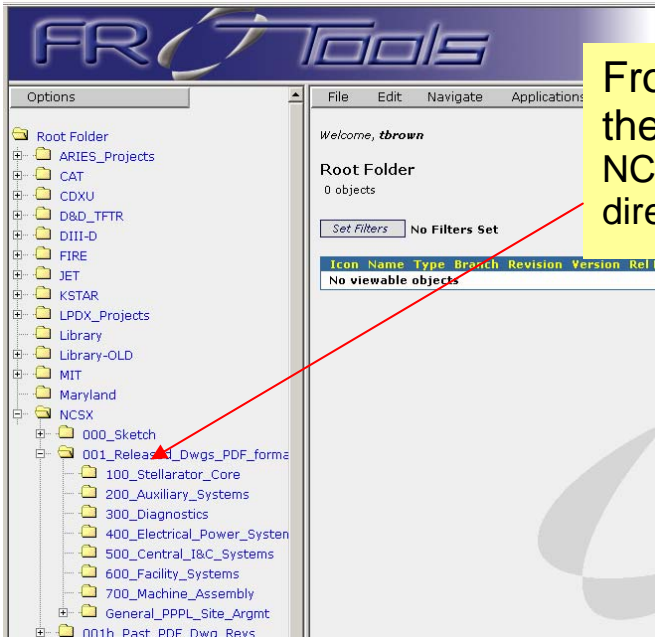 FR Tools
Options
Root Folder
ARIES_Projects
CAT
CDXU
D&D_TFTR
DIII-D
FIRE
JET
KSTAR
LPDX_Projects
Library
Library-OLD
MIT
Maryland
NCSX
000_Sketch
001_Released_Dwgs_PDF_forma
100_Stellarator_Core
200_Auxiliary_Systems
300_Diagnostics
400_Electrical_Power_System
500_Central_I&C_Systems
600_Facility_Systems
700_Machine_Assembly
General_PPPL_Site_Argmt
001b_Past_PDF_Dwg_Revs
File Edit Navigate Applications
Welcome, tbrown
Root Folder
0 objects
Set Filters No Filters Set
Icon Name Type Branch Revision Version Rel
No viewable objects
Fro
the
NC
dire